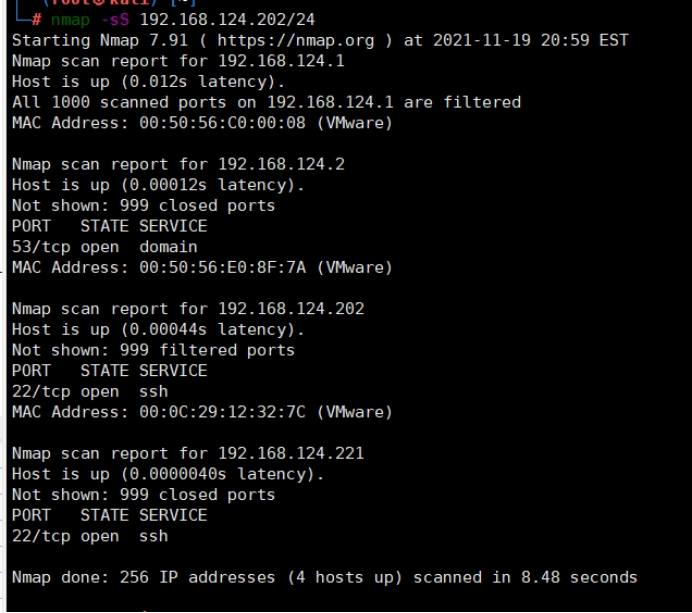 (root💀kali)-[~]
└─# nmap -sS 192.168.124.202/24
Starting Nmap 7.91 ( https://nmap.org ) at 2021-11-19 20:59 EST
Nmap scan report for 192.168.124.1
Host is up (0.012s latency).
All 1000 scanned ports on 192.168.124.1 are filtered
MAC Address: 00:50:56:C0:00:08 (VMware)
Nmap scan report for 192.168.124.2
Host is up (0.00012s latency).
Not shown: 999 closed ports
PORT   STATE SERVICE
53/tcp open  domain
MAC Address: 00:50:56:E0:8F:7A (VMware)
Nmap scan report for 192.168.124.202
Host is up (0.00044s latency).
Not shown: 999 filtered ports
PORT   STATE SERVICE
22/tcp open  ssh
MAC Address: 00:0C:29:12:32:7C (VMware)
Nmap scan report for 192.168.124.221
Host is up (0.0000040s latency).
Not shown: 999 closed ports
PORT   STATE SERVICE
22/tcp open  ssh
Nmap done: 256 IP addresses (4 hosts up) scanned in 8.48 seconds